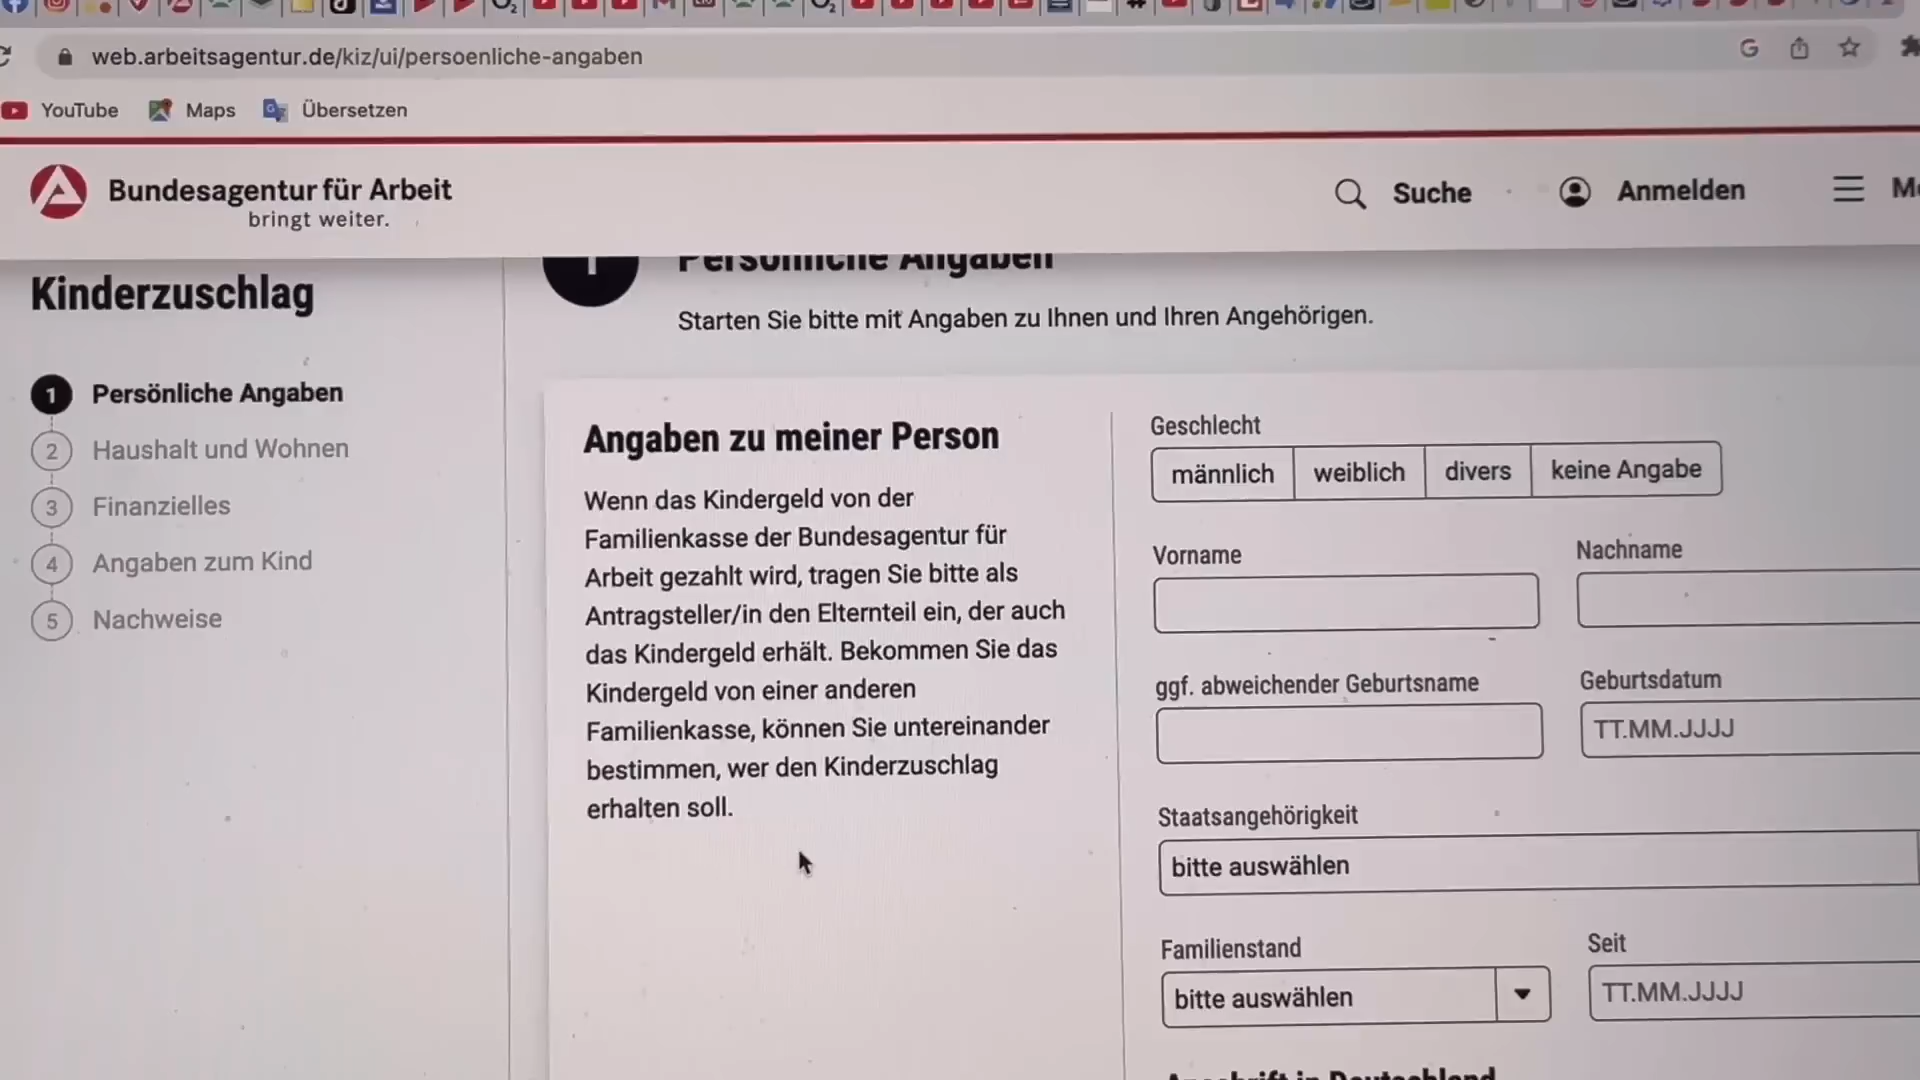 web.arbeitsagentur.de/kiz/ui/persoenliche-angaben
YouTube Maps Übersetzen
Bundesagentur für Arbeit
bringt weiter.
Suche Anmelden
Kinderzuschlag
1 Persönliche Angaben
2 Haushalt und Wohnen
3 Finanzielles
4 Angaben zum Kind
5 Nachweise
Persönliche Angaben
Starten Sie bitte mit Angaben zu Ihnen und Ihren Angehörigen.
Angaben zu meiner Person
Wenn das Kindergeld von der
Familienkasse der Bundesagentur für
Arbeit gezahlt wird, tragen Sie bitte als
Antragsteller/in den Elternteil ein, der auch
das Kindergeld erhält. Bekommen Sie das
Kindergeld von einer anderen
Familienkasse, können Sie untereinander
bestimmen, wer den Kinderzuschlag
erhalten soll.
Geschlecht
männlich weiblich divers keine Angabe
Vorname Nachname
ggf. abweichender Geburtsname Geburtsdatum
TT.MM.JJJJ
Staatsangehörigkeit
bitte auswählen
Familienstand Seit
bitte auswählen TT.MM.JJJJ
Anschrift in Deutschland